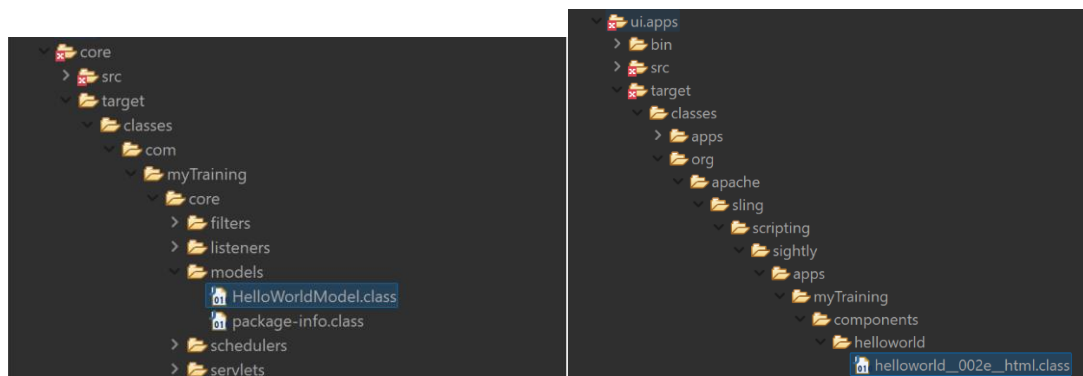 core
src
target
classes
com
myTraining
core
filters
listeners
models
HelloWorldModel.class
package-info.class
schedulers
servlets
ui.apps
bin
src
target
classes
apps
org
apache
sling
scripting
sightly
apps
myTraining
components
helloworld
helloworld__002e__html.class